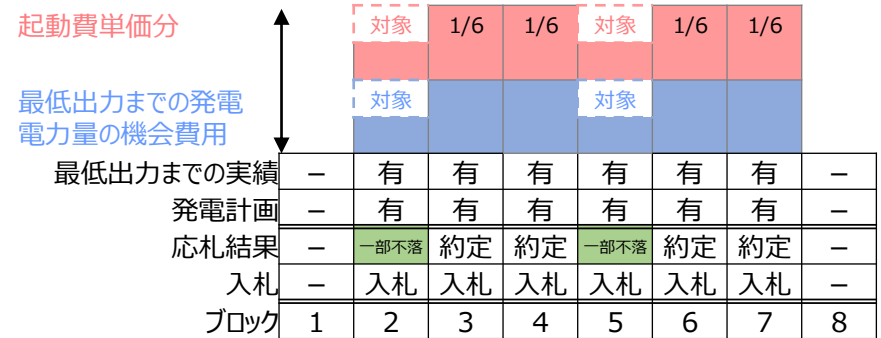 起動費単価分 対象 1/6 1/6 対象 1/6 1/6
最低出力までの発電 対象 対象
電力量の機会費用
最低出力までの実績 − 有 有 有 有 有 有 −
発電計画 − 有 有 有 有 有 有 −
応札結果 − 一部不落 約定 約定 一部不落 約定 約定 −
入札 − 入札 入札 入札 入札 入札 入札 −
ブロック 1 2 3 4 5 6 7 8